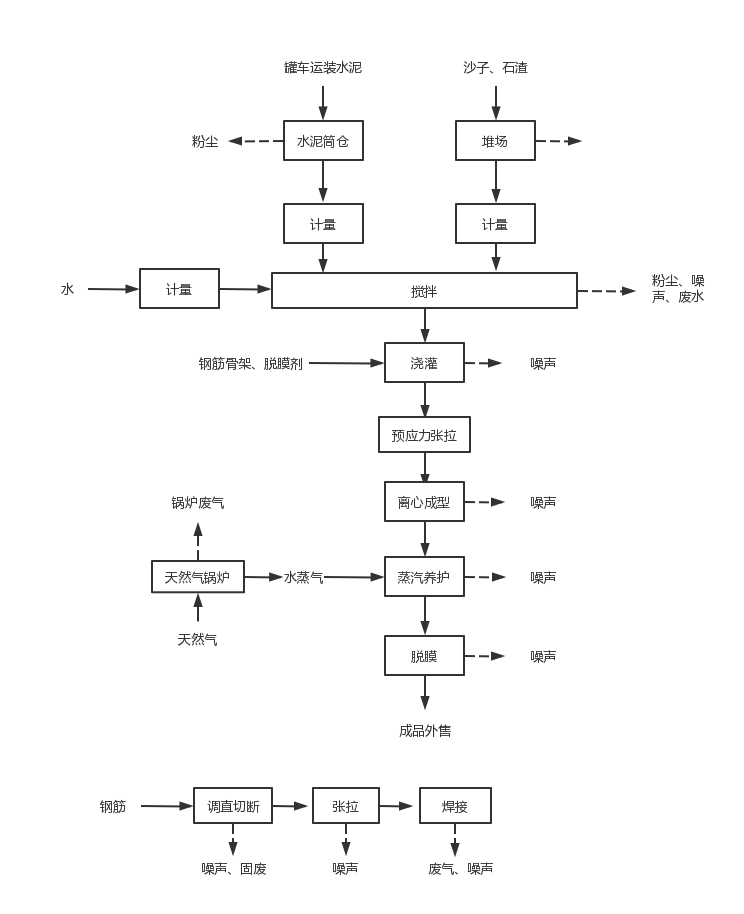 罐车运装水泥
沙子、石渣
粉尘
水泥筒仓
堆场
计量
计量
水
计量
搅拌
粉尘、噪
声、废水
钢筋骨架、脱膜剂
浇灌
噪声
预应力张拉
锅炉废气
离心成型
噪声
天然气锅炉
水蒸气
蒸汽养护
噪声
天然气
脱膜
噪声
成品外售
钢筋
调直切断
张拉
焊接
噪声、固废
噪声
废气、噪声